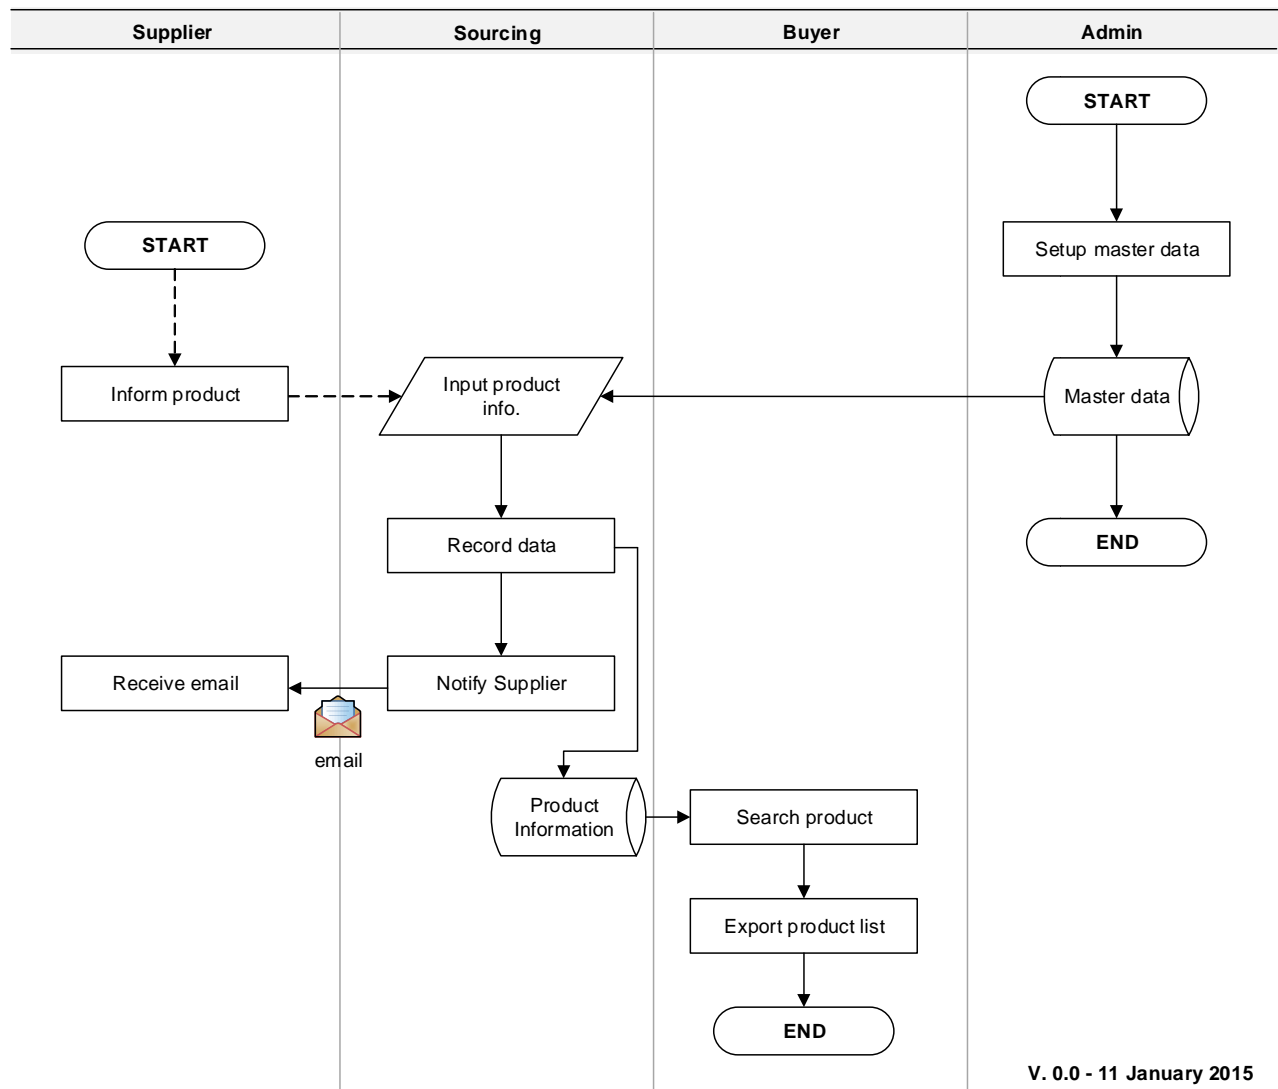 Supplier
Sourcing
Buyer
Admin
START
START
Setup master data
Inform product
Input product
info.
Master data
Record data
END
Receive email
Notify Supplier
email
Product
Information
Search product
Export product list
END
V. 0.0 - 11 January 2015